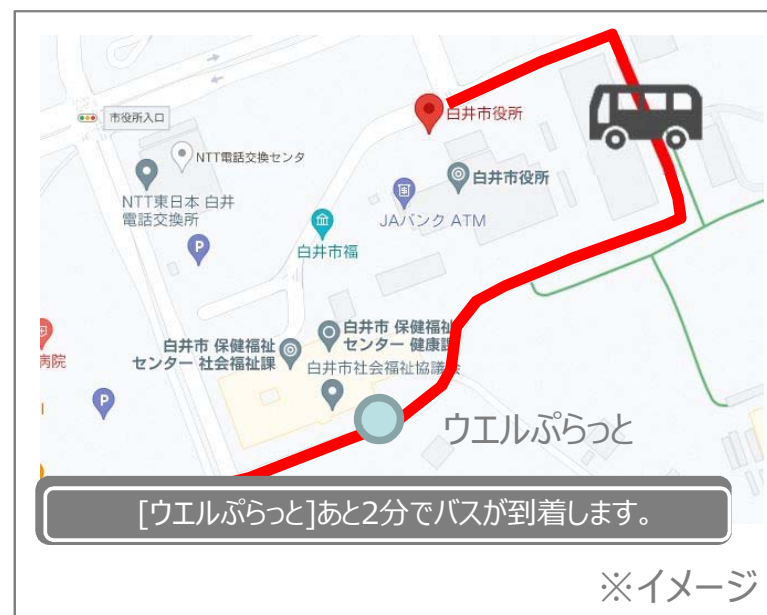 市役所入口
白井市役所
NTT電話交換センタ
白井市役所
NTT東日本 白井
電話交換所
JAバンク ATM
P
白井市福
白井市 保健福祉
センター 健康課
白井市 保健福祉
センター 社会福祉課
病院
白井市社会福祉協議会
P
ウエルぷらっと
[ウエルぷらっと]あと2分でバスが到着します。
※イメージ